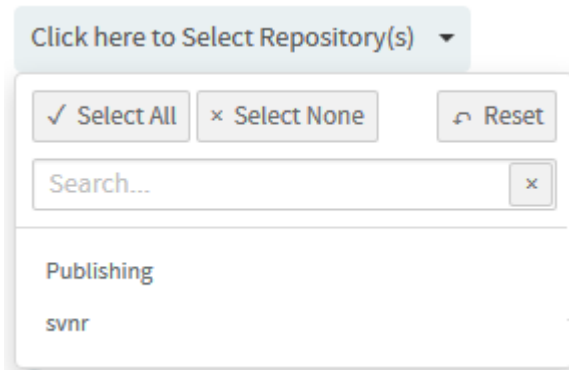 Click here to Select Repository(s)
✓ Select All × Select None Reset
Search... ×
Publishing
svnr